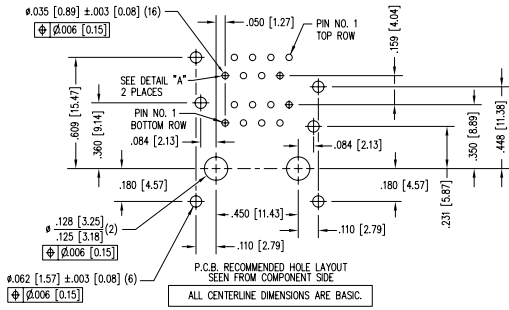 ø.035 [0.89] ±.003 [0.08] (16)
⌖ Ø.006 [0.15]
.050 [1.27]
PIN NO. 1
TOP ROW
.159 [4.04]
SEE DETAIL "A"
2 PLACES
PIN NO. 1
BOTTOM ROW
.609 [15.47]
.360 [9.14]
.084 [2.13]
.084 [2.13]
.350 [8.89]
.448 [11.38]
.180 [4.57]
.180 [4.57]
.231 [5.87]
ø .128 [3.25]
.125 [3.18] (2)
⌖ Ø.006 [0.15]
.450 [11.43]
.110 [2.79]
.110 [2.79]
ø.062 [1.57] ±.003 [0.08] (6)
⌖ Ø.006 [0.15]
P.C.B. RECOMMENDED HOLE LAYOUT
SEEN FROM COMPONENT SIDE
ALL CENTERLINE DIMENSIONS ARE BASIC.